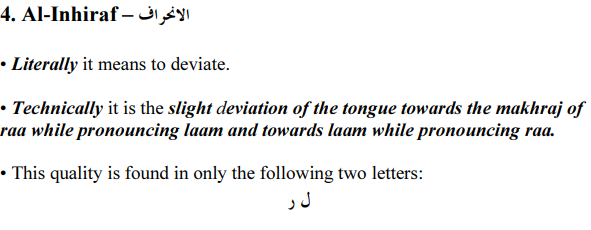 4. Al-Inhiraf – الانحراف
• Literally it means to deviate.
• Technically it is the slight deviation of the tongue towards the makhraj of
raa while pronouncing laam and towards laam while pronouncing raa.
• This quality is found in only the following two letters:
ل ر